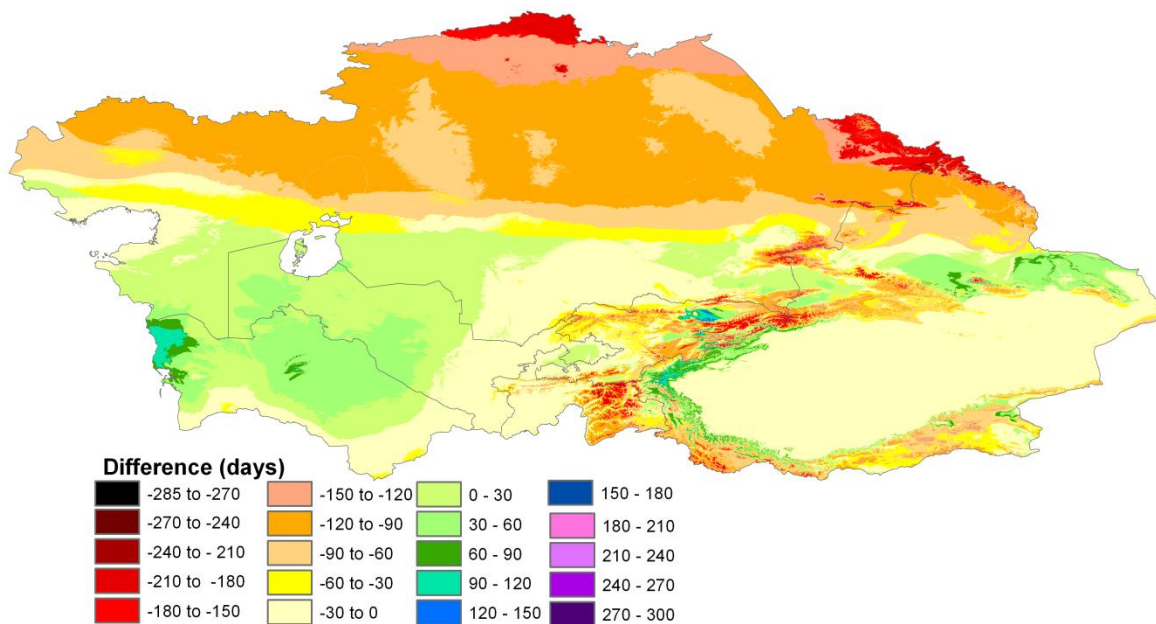 Difference (days)
-285 to -270
-270 to -240
-240 to - 210
-210 to  -180
-180 to -150
-150 to -120
-120 to -90
-90 to -60
-60 to -30
-30 to 0
0 - 30
30 - 60
60 - 90
90 - 120
120 - 150
150 - 180
180 - 210
210 - 240
240 - 270
270 - 300